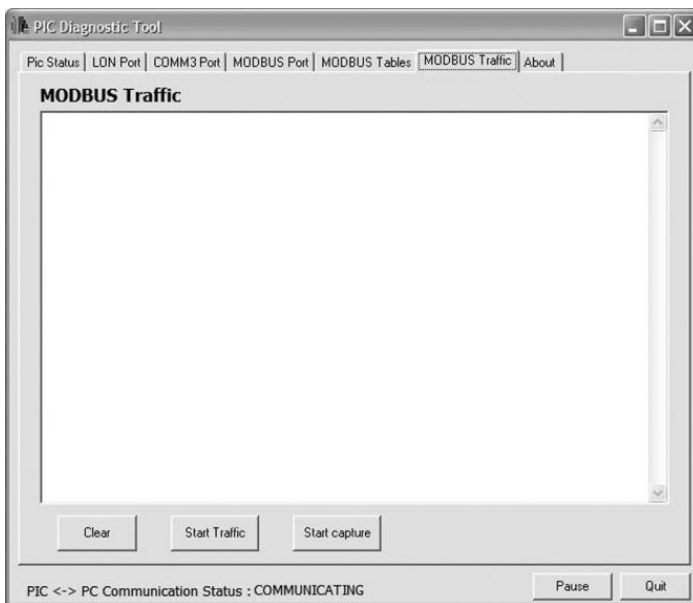 PIC Diagnostic Tool
Pic Status LON Port COMM3 Port MODBUS Port MODBUS Tables MODBUS Traffic About
MODBUS Traffic
Clear Start Traffic Start capture
PIC <-> PC Communication Status : COMMUNICATING Pause Quit